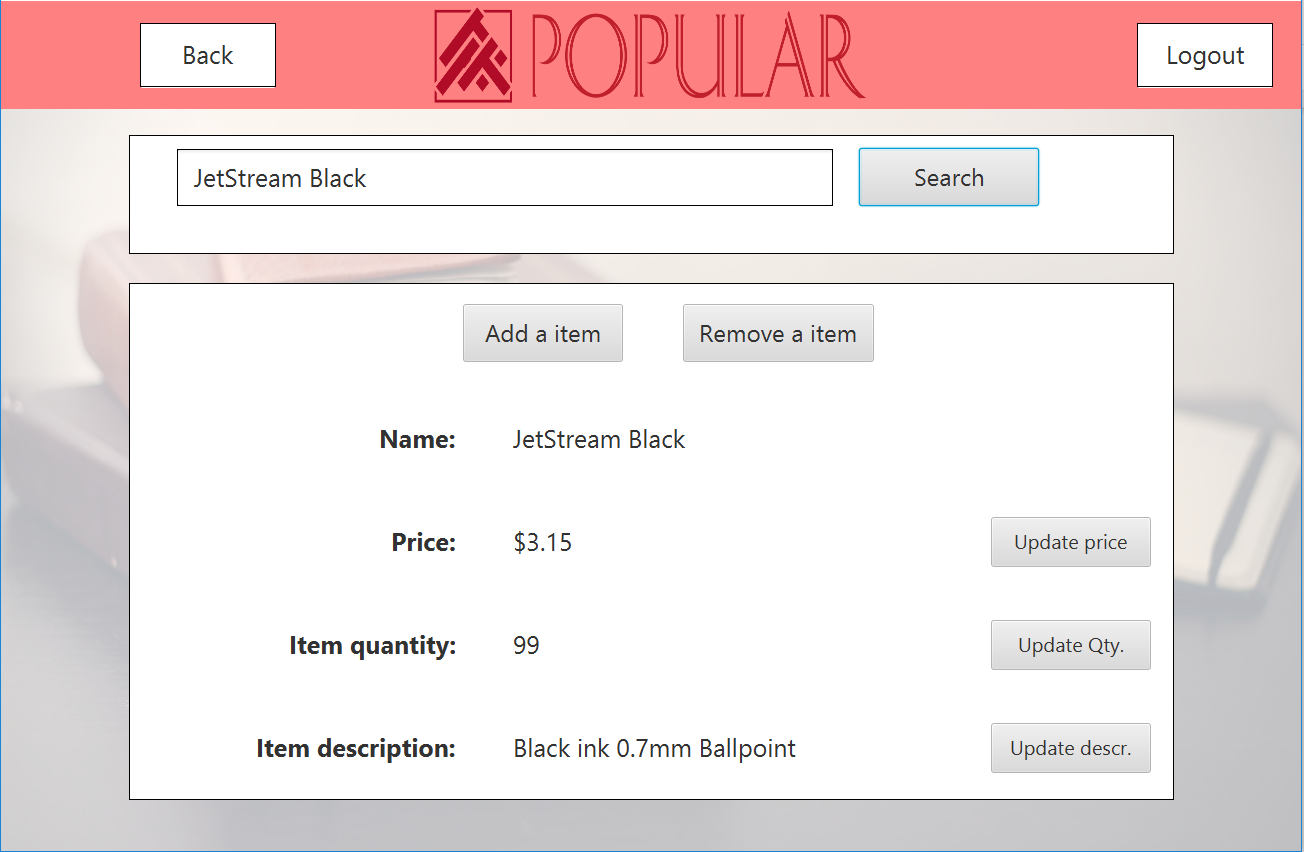 Back
POPULAR
Logout
JetStream Black
Search
Add a item
Remove a item
Name:
JetStream Black
Price:
$3.15
Update price
Item quantity:
99
Update Qty.
Item description:
Black ink 0.7mm Ballpoint
Update descr.